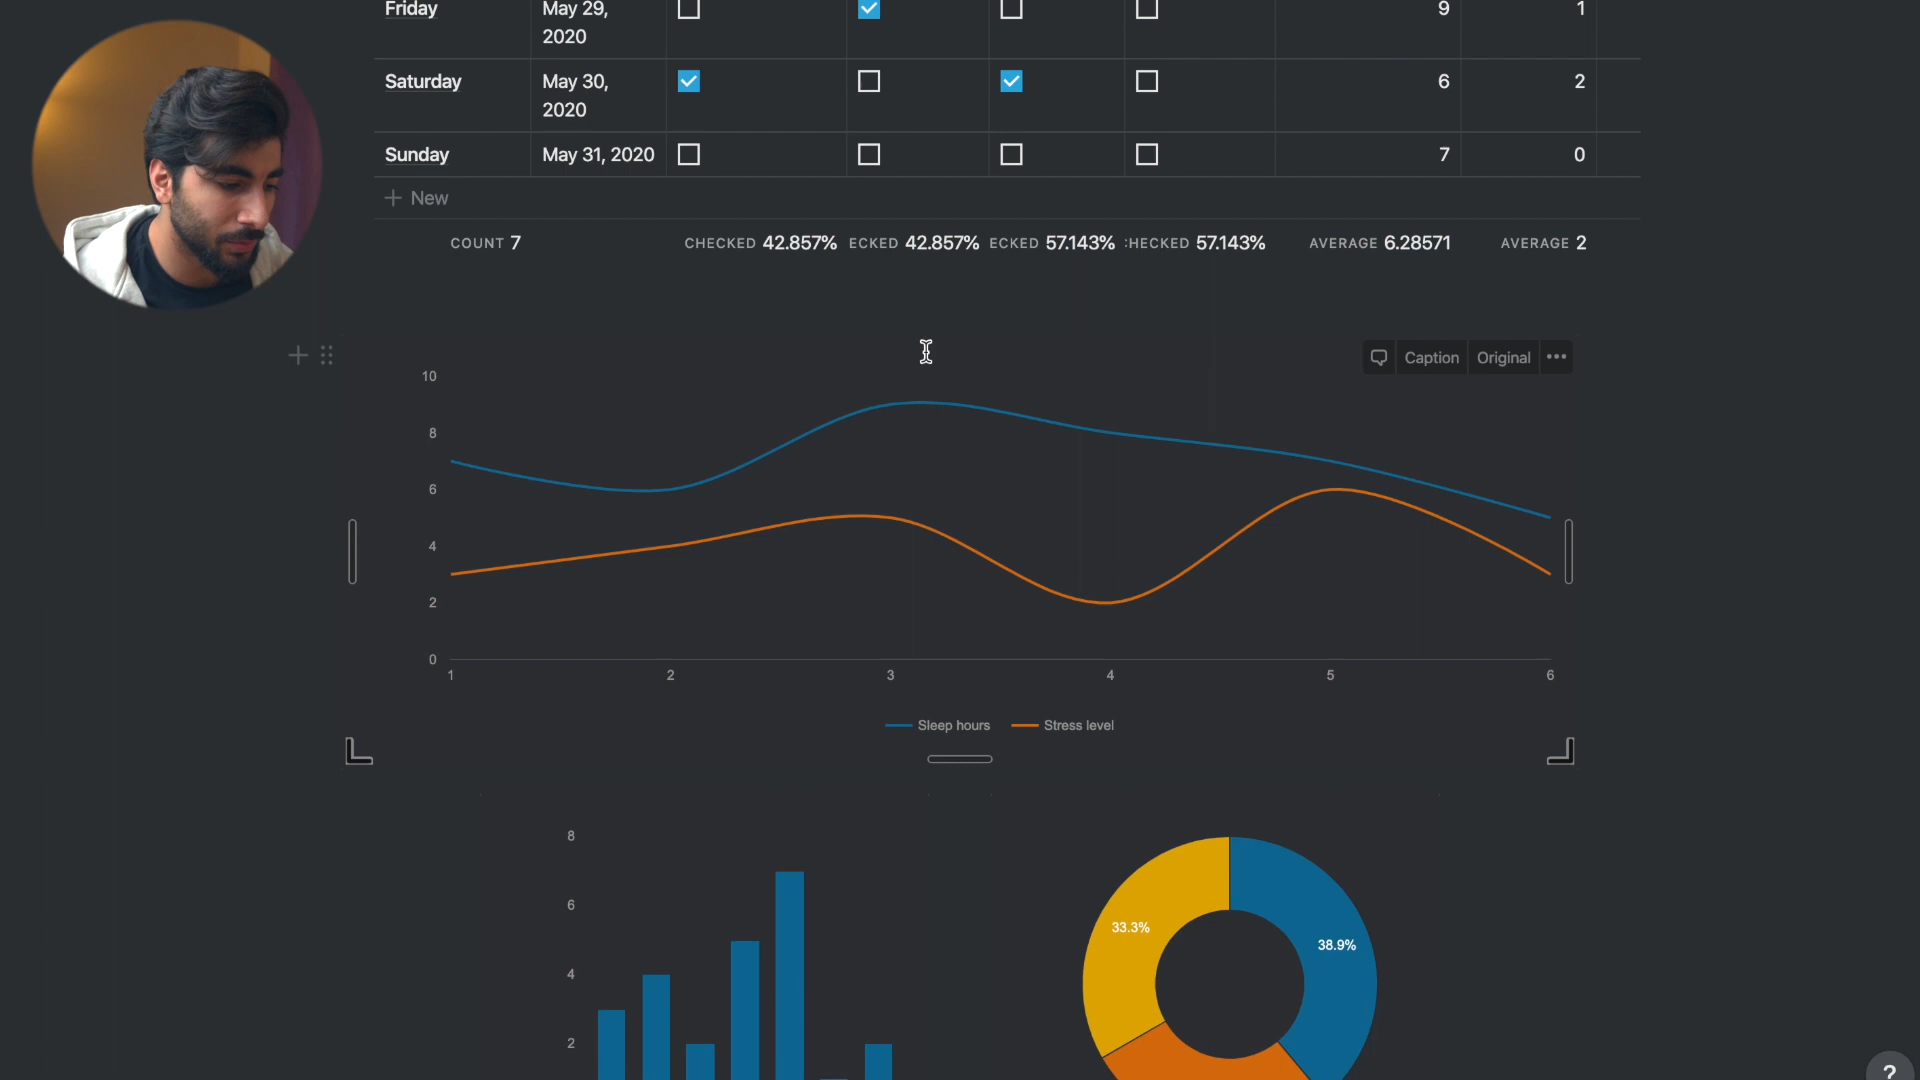 Friday May 29, 2020 9 1
Saturday May 30, 2020 6 2
Sunday May 31, 2020 7 0
+ New
COUNT 7 CHECKED 42.857% ECKED 42.857% ECKED 57.143% :HECKED 57.143% AVERAGE 6.28571 AVERAGE 2
Caption Original
10
8
6
4
2
0
1 2 3 4 5 6
Sleep hours Stress level
8
6
4
2
33.3%
38.9%
?